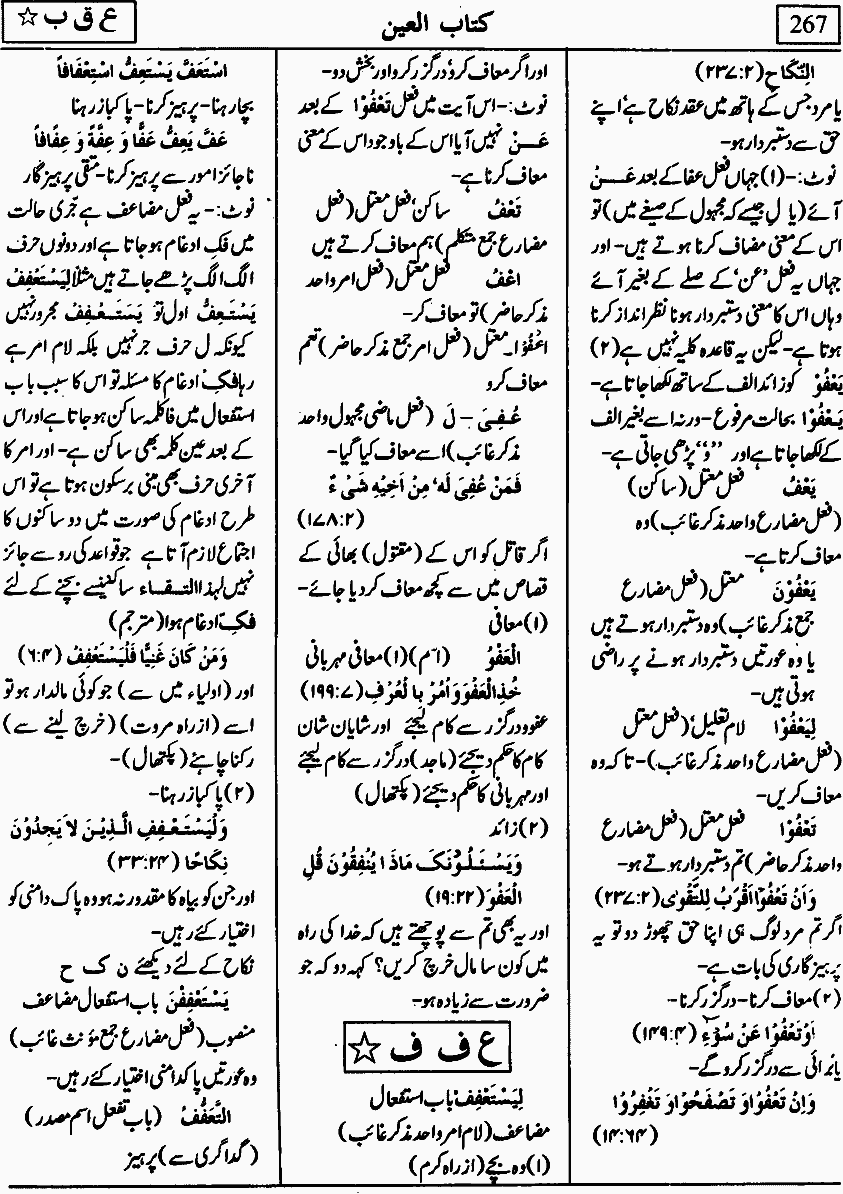 267
کتاب العین
ع ق ب ☆
النِّکَاحِ (۲:۲۳۷)
یا مرد جس کے ہاتھ میں عقد نکاح ہے' اپنے
حق سے دستبردار ہو-
نوٹ:-(۱) جہاں فعل عفا کے بعد عَنْ
آئے (یا لِ جیسے کہ مجہول کے صیغے میں) تو
اس کے معنی مضاف کرنا ہوتے ہیں- اور
جہاں یہ فعل 'عن' کے صلے کے بغیر آئے
وہاں اس کا معنی دستبردار ہونا نظر انداز کرنا
ہوتا ہے- لیکن یہ قاعدہ کلیہ نہیں ہے (۲)
یَعْفُوْ کو زائد الف کے ساتھ لکھا جاتا ہے-
یَعْفُوْا بحالت مرفوع- ورنہ اسے بغیر الف
کے لکھا جاتا ہے اور ''و'' پڑھی جاتی ہے-
یَعْفُ فعل معتل (ساکن)
(فعل مضارع واحد مذکر غائب) وہ
معاف کرتا ہے-
یَعْفُوْنَ معتل (فعل مضارع
جمع مذکر غائب) وہ دستبردار ہوتے ہیں
یا وہ عورتیں دستبردار ہونے پر راضی
ہوتی ہیں-
لِیَعْفُوْا لام تعلیل' (فعل معتل
(فعل مضارع واحد مذکر غائب)- تا کہ وہ
معاف کریں-
تَعْفُوْا فعل معتل (فعل مضارع
واحد مذکر حاضر) تم دستبردار ہوتے ہو-
وَاَنْ تَعْفُوْٓا اَقْرَبُ لِلتَّقْوٰی (۲:۲۳۷)
اگر تم مرد لوگ ہی اپنا حق چھوڑ دو تو یہ
پرہیزگاری کی بات ہے-
(۲) معاف کرنا- درگزر کرنا-
اَوْ تَعْفُوْا عَنْ سُوْٓءٍ (۴:۱۴۹)
یا برائی سے درگزر کرو گے-
وَاِنْ تَعْفُوْا وَ تَصْفَحُوْا وَ تَغْفِرُوْا
(۶۴:۱۴)
اور اگر معاف کرو' درگزر کرو اور بخش دو-
نوٹ:- اس آیت میں فعل تَعْفُوْا کے بعد
عَنْ نہیں آیا اس کے باوجود اس کے معنی
معاف کرنا ہے-
نَعْفُ ساکن' فعل معتل (فعل
مضارع جمع متکلم) ہم معاف کرتے ہیں
اعْفُ فعل معتل (فعل امر واحد
مذکر حاضر) تو معاف کر-
اعْفُوْا۔ معتل (فعل امر جمع مذکر حاضر) تم
معاف کرو
عُفِیَ - لَ (فعل ماضی مجہول واحد
مذکر غائب) اسے معاف کیا گیا-
فَمَنْ عُفِیَ لَهٗ مِنْ اَخِیْهِ شَیْءٌ
(۲:۱۷۸)
اگر قاتل کو اس کے (مقتول) بھائی کے
قصاص میں سے کچھ معاف کر دیا جائے-
(۱) معافی
الْعَفْوُ (اسم) (۱) معافی مہربانی
خُذِ الْعَفْوَ وَاْمُرْ بِالْعُرْفِ (۷:۱۹۹)
عفو و درگزر سے کام لیجئے اور شایان شان
کام کا حکم دیجئے (ماجد) درگزر سے کام لیجئے
اور مہربانی کا حکم دیجئے (پکتھال)
(۲) زائد
وَیَسْئَلُوْنَکَ مَاذَا یُنْفِقُوْنَ قُلِ
الْعَفْوَ (۲۲:۱۹)
اور یہ بھی تم سے پوچھتے ہیں کہ خدا کی راہ
میں کون سا مال خرچ کریں؟ کہہ دو کہ جو
ضرورت سے زیادہ ہو-
ع ف ف ☆
لِیَسْتَعْفِفْ باب استفعال
مضاعف (لام امر واحد مذکر غائب)
(۱) وہ بچے (از راہ کرم)
اسْتَعَفَّ یَسْتَعِفُّ اسْتِعْفَافاً
بچا رہنا- پرہیز کرنا- پاکباز رہنا
عَفَّ یَعِفُّ عَفًّا وَ عِفَّةً وَ عِفَافاً
ناجائز امور سے پرہیز کرنا- متقی پرہیزگار
نوٹ:- یہ فعل مضاعف ہے جَرّی حالت
میں فک ادغام ہو جاتا ہے اور دونوں حرف
الگ الگ پڑھے جاتے ہیں مثلاً لِیَسْتَعْفِفْ
یَسْتَعِفُّ اول تو یَسْتَعْفِفْ مجرور نہیں
کیونکہ ل حرف جر نہیں بلکہ لام امر ہے
رہا فک ادغام کا مسئلہ تو اس کا سبب باب
استفعال میں فا کلمہ ساکن ہو جاتا ہے اور اس
کے بعد عین کلمہ بھی ساکن ہے- اور امر کا
آخری حرف بھی مبنی بر سکون ہوتا ہے تو اس
طرح ادغام کی صورت میں دو ساکنوں کا
اجتماع لازم آتا ہے جو قواعد کی رو سے جائز
نہیں لہذا التقاء ساکنین سے بچنے کے لئے
فک ادغام ہوا (مترجم)
وَمَنْ کَانَ غَنِیًّا فَلْیَسْتَعْفِفْ (۴:۶)
اور (اولیاء میں سے) جو کوئی مالدار ہو تو
اسے (از راہ مروت) (خرچ لینے سے)
رکنا چاہئے (پکتھال)-
(۲) پاکباز رہنا-
وَلْیَسْتَعْفِفِ الَّذِیْنَ لاَ یَجِدُوْنَ
نِکَاحًا (۲۴:۳۳)
اور جن کو بیاہ کا مقدور نہ ہو وہ پاک دامنی کو
اختیار کئے رہیں-
نکاح کے لئے دیکھئے ن ک ح
یَسْتَعْفِفْنَ باب استفعال مضاعف
منصوب (فعل مضارع جمع مؤنث غائب)
وہ عورتیں پاکدامنی اختیار کئے رہیں-
التَّعَفُّفُ (باب تفعل اسم مصدر)
(گداگری سے) پرہیز